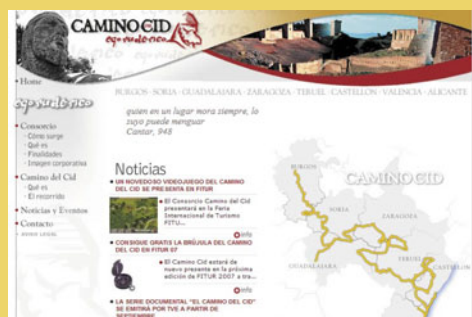 CAMINO CID
Home
BURGOS · SORIA · GUADALAJARA · ZARAGOZA · TERUEL · CASTELLÓN · VALENCIA · ALICANTE
quien en un lugar mora siempre, lo
suyo puede menguar
Cantar, 948
Consorcio
· Cómo surge
· Qué es
· Finalidades
· Imagen corporativa
Camino del Cid
· Qué es
· El recorrido
Noticias y Eventos
Contacto
Noticias
UN NOVEDOSO VIDEOJUEGO DEL CAMINO
DEL CID SE PRESENTA EN FITUR
El Consorcio Camino del Cid
presentará en la Feria
Internacional de Turismo
FITU...
info
CONSIGUE GRATIS LA BRÚJULA DEL CAMINO
DEL CID EN FITUR 07
El Camino del Cid estará de
nuevo presente en la próxima
edición de FITUR 2007 a tra...
info
LA SERIE DOCUMENTAL "EL CAMINO DEL CID"
SE EMITIRÁ POR TVE A PARTIR DE
SEPTIEMBRE
CAMINO CID
BURGOS
SORIA
ZARAGOZA
GUADALAJARA
TERUEL
CASTELLÓN